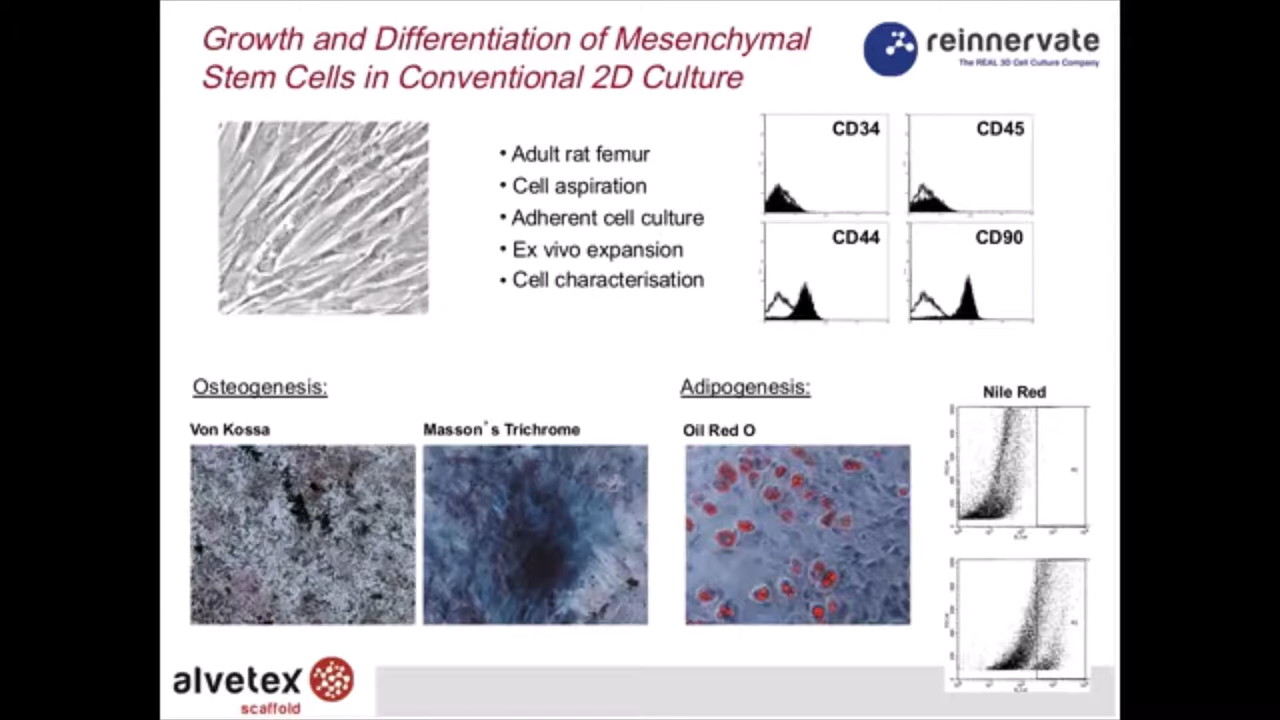 Growth and Differentiation of Mesenchymal
Stem Cells in Conventional 2D Culture
reinnervate
The REAL 3D Cell Culture Company
• Adult rat femur
• Cell aspiration
• Adherent cell culture
• Ex vivo expansion
• Cell characterisation
CD34
CD45
CD44
CD90
Osteogenesis:
Adipogenesis:
Nile Red
Von Kossa
Masson´s Trichrome
Oil Red O
alvetex
scaffold